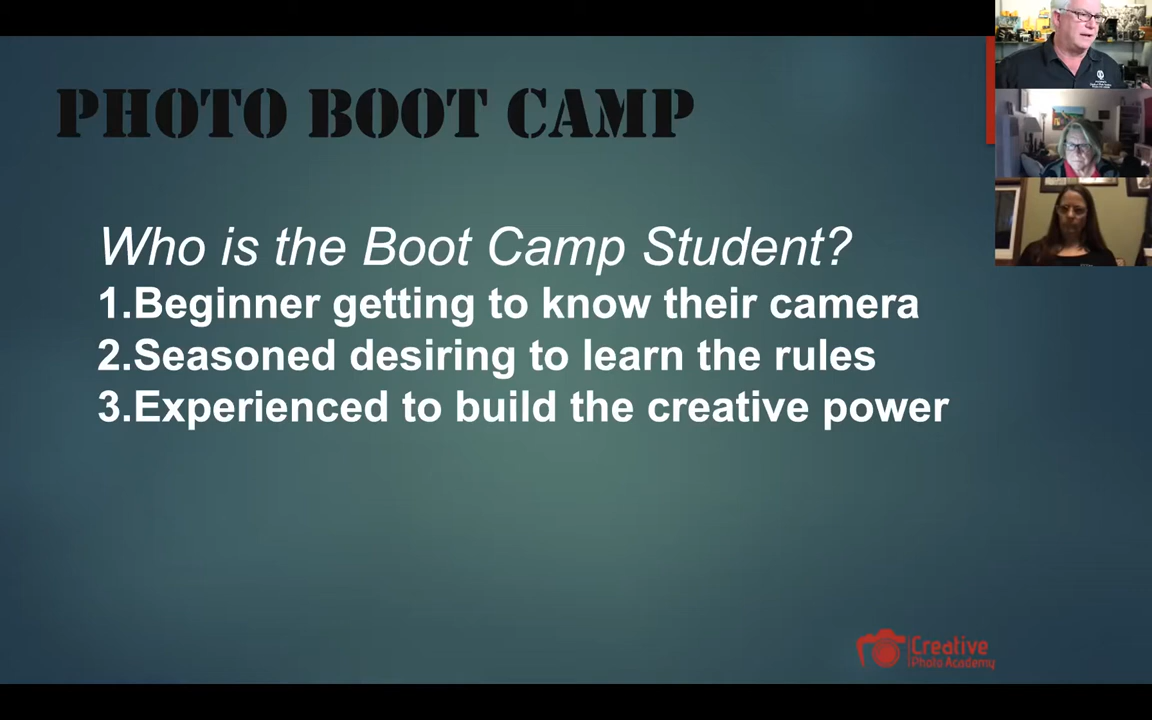 PHOTO BOOT CAMP
Who is the Boot Camp Student?
1.Beginner getting to know their camera
2.Seasoned desiring to learn the rules
3.Experienced to build the creative power
Creative
Photo Academy